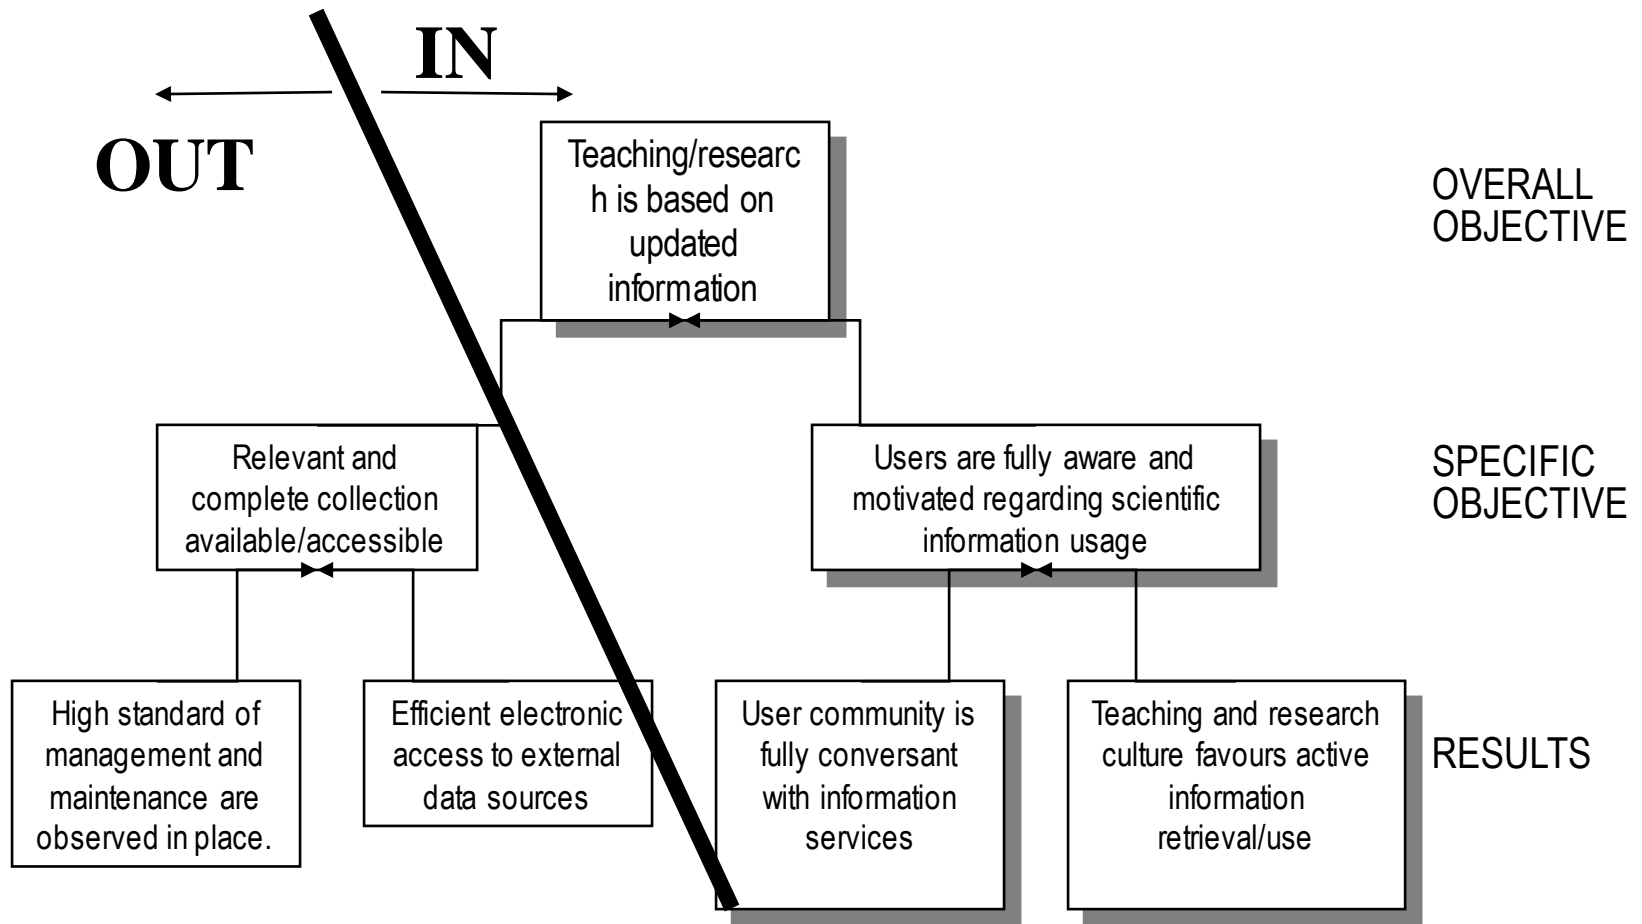 IN
OUT
Teaching/researc
h is based on
updated
information
OVERALL
OBJECTIVE
Relevant and
complete collection
available/accessible
Users are fully aware and
motivated regarding scientific
information usage
SPECIFIC
OBJECTIVE
High standard of
management and
maintenance are
observed in place.
Efficient electronic
access to external
data sources
User community is
fully conversant
with information
services
Teaching and research
culture favours active
information
retrieval/use
RESULTS